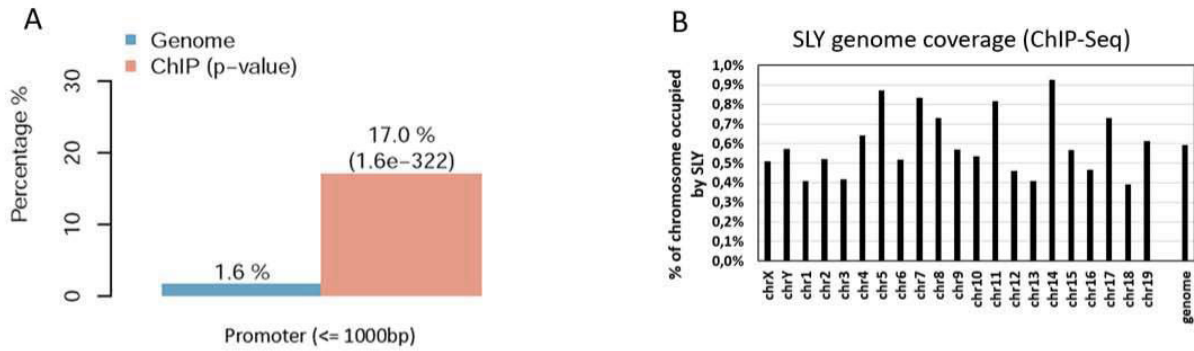 A
Genome
ChIP (p-value)
Percentage %
30
20
10
0
17.0 %
(1.6e-322)
1.6 %
Promoter (<= 1000bp)
B
SLY genome coverage (ChIP-Seq)
% of chromosome occupied
by SLY
1,0%
0,9%
0,8%
0,7%
0,6%
0,5%
0,4%
0,3%
0,2%
0,1%
0,0%
chrX
chrY
chr1
chr2
chr3
chr4
chr5
chr6
chr7
chr8
chr9
chr10
chr11
chr12
chr13
chr14
chr15
chr16
chr17
chr18
chr19
genome